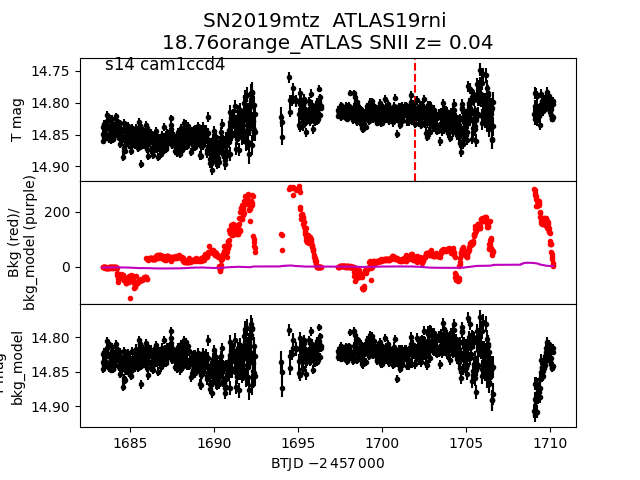 SN2019mtz ATLAS19rni
18.76orange_ATLAS SNII z= 0.04
s14 cam1ccd4
14.75
14.80
14.85
14.90
T mag
200
0
Bkg (red)/
bkg_model (purple)
14.80
14.85
14.90
mag
bkg_model
1685
1690
1695
1700
1705
1710
BTJD −2 457 000